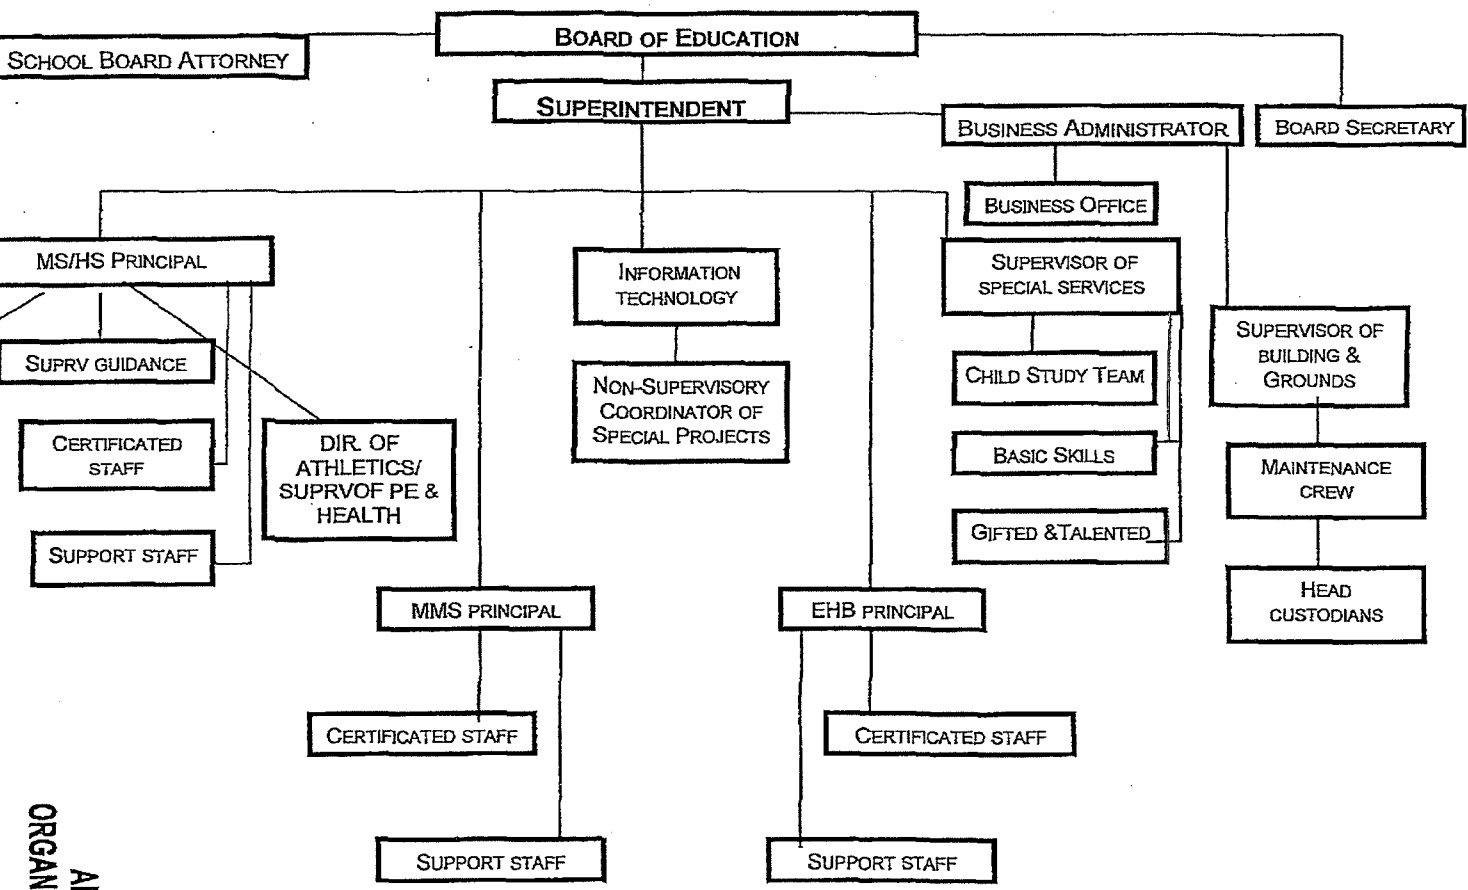 BOARD OF EDUCATION
SCHOOL BOARD ATTORNEY
SUPERINTENDENT
BUSINESS ADMINISTRATOR
BOARD SECRETARY
BUSINESS OFFICE
MS/HS PRINCIPAL
INFORMATION
TECHNOLOGY
SUPERVISOR OF
SPECIAL SERVICES
SUPRV GUIDANCE
NON-SUPERVISORY
COORDINATOR OF
SPECIAL PROJECTS
CHILD STUDY TEAM
SUPERVISOR OF
BUILDING &
GROUNDS
CERTIFICATED
STAFF
DIR. OF
ATHLETICS/
SUPRVOF PE &
HEALTH
BASIC SKILLS
MAINTENANCE
CREW
SUPPORT STAFF
GIFTED &TALENTED
HEAD
CUSTODIANS
MMS PRINCIPAL
EHB PRINCIPAL
CERTIFICATED STAFF
CERTIFICATED STAFF
SUPPORT STAFF
SUPPORT STAFF
ORGAN